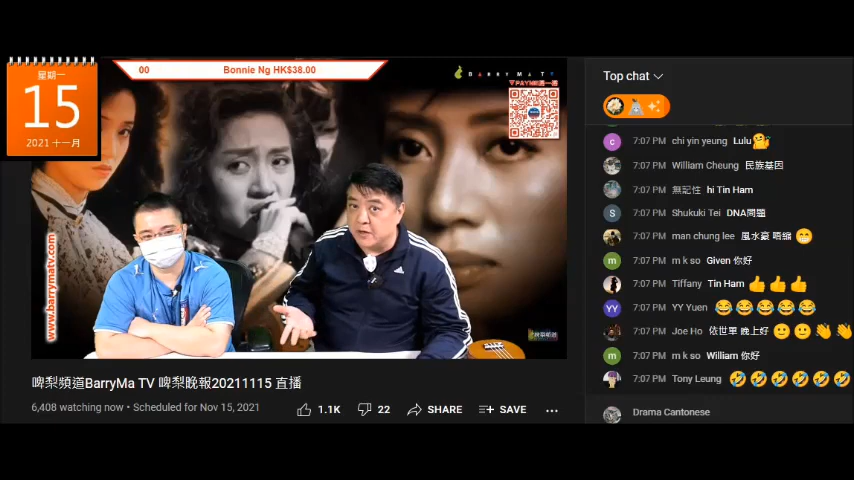 星期一
15
2021 十一月
00 Bonnie Ng HK$38.00
BARRYMA TV
www.barrymatv.com
啤梨頻道BarryMa TV 啤梨晚報20211115 直播
6,408 watching now • Scheduled for Nov 15, 2021
1.1K
22
SHARE
SAVE
Top chat
7:07 PM chi yin yeung Lulu🤗
7:07 PM William Cheung 民族基因
7:07 PM 無記性 hi Tin Ham
7:07 PM Shukuki Tei DNA問題
7:07 PM man chung lee 風水豪 唔縮 😁
7:07 PM m k so Given 你好
7:07 PM Tiffany Tin Ham 👍👍👍
7:07 PM YY Yuen 😂😂😂😂😂
7:07 PM Joe Ho 依世單 晚上好 🙂🙂👋👋
7:07 PM m k so William 你好
7:07 PM Tony Leung 🤣🤣🤣🤣🤣🤣
Drama Cantonese